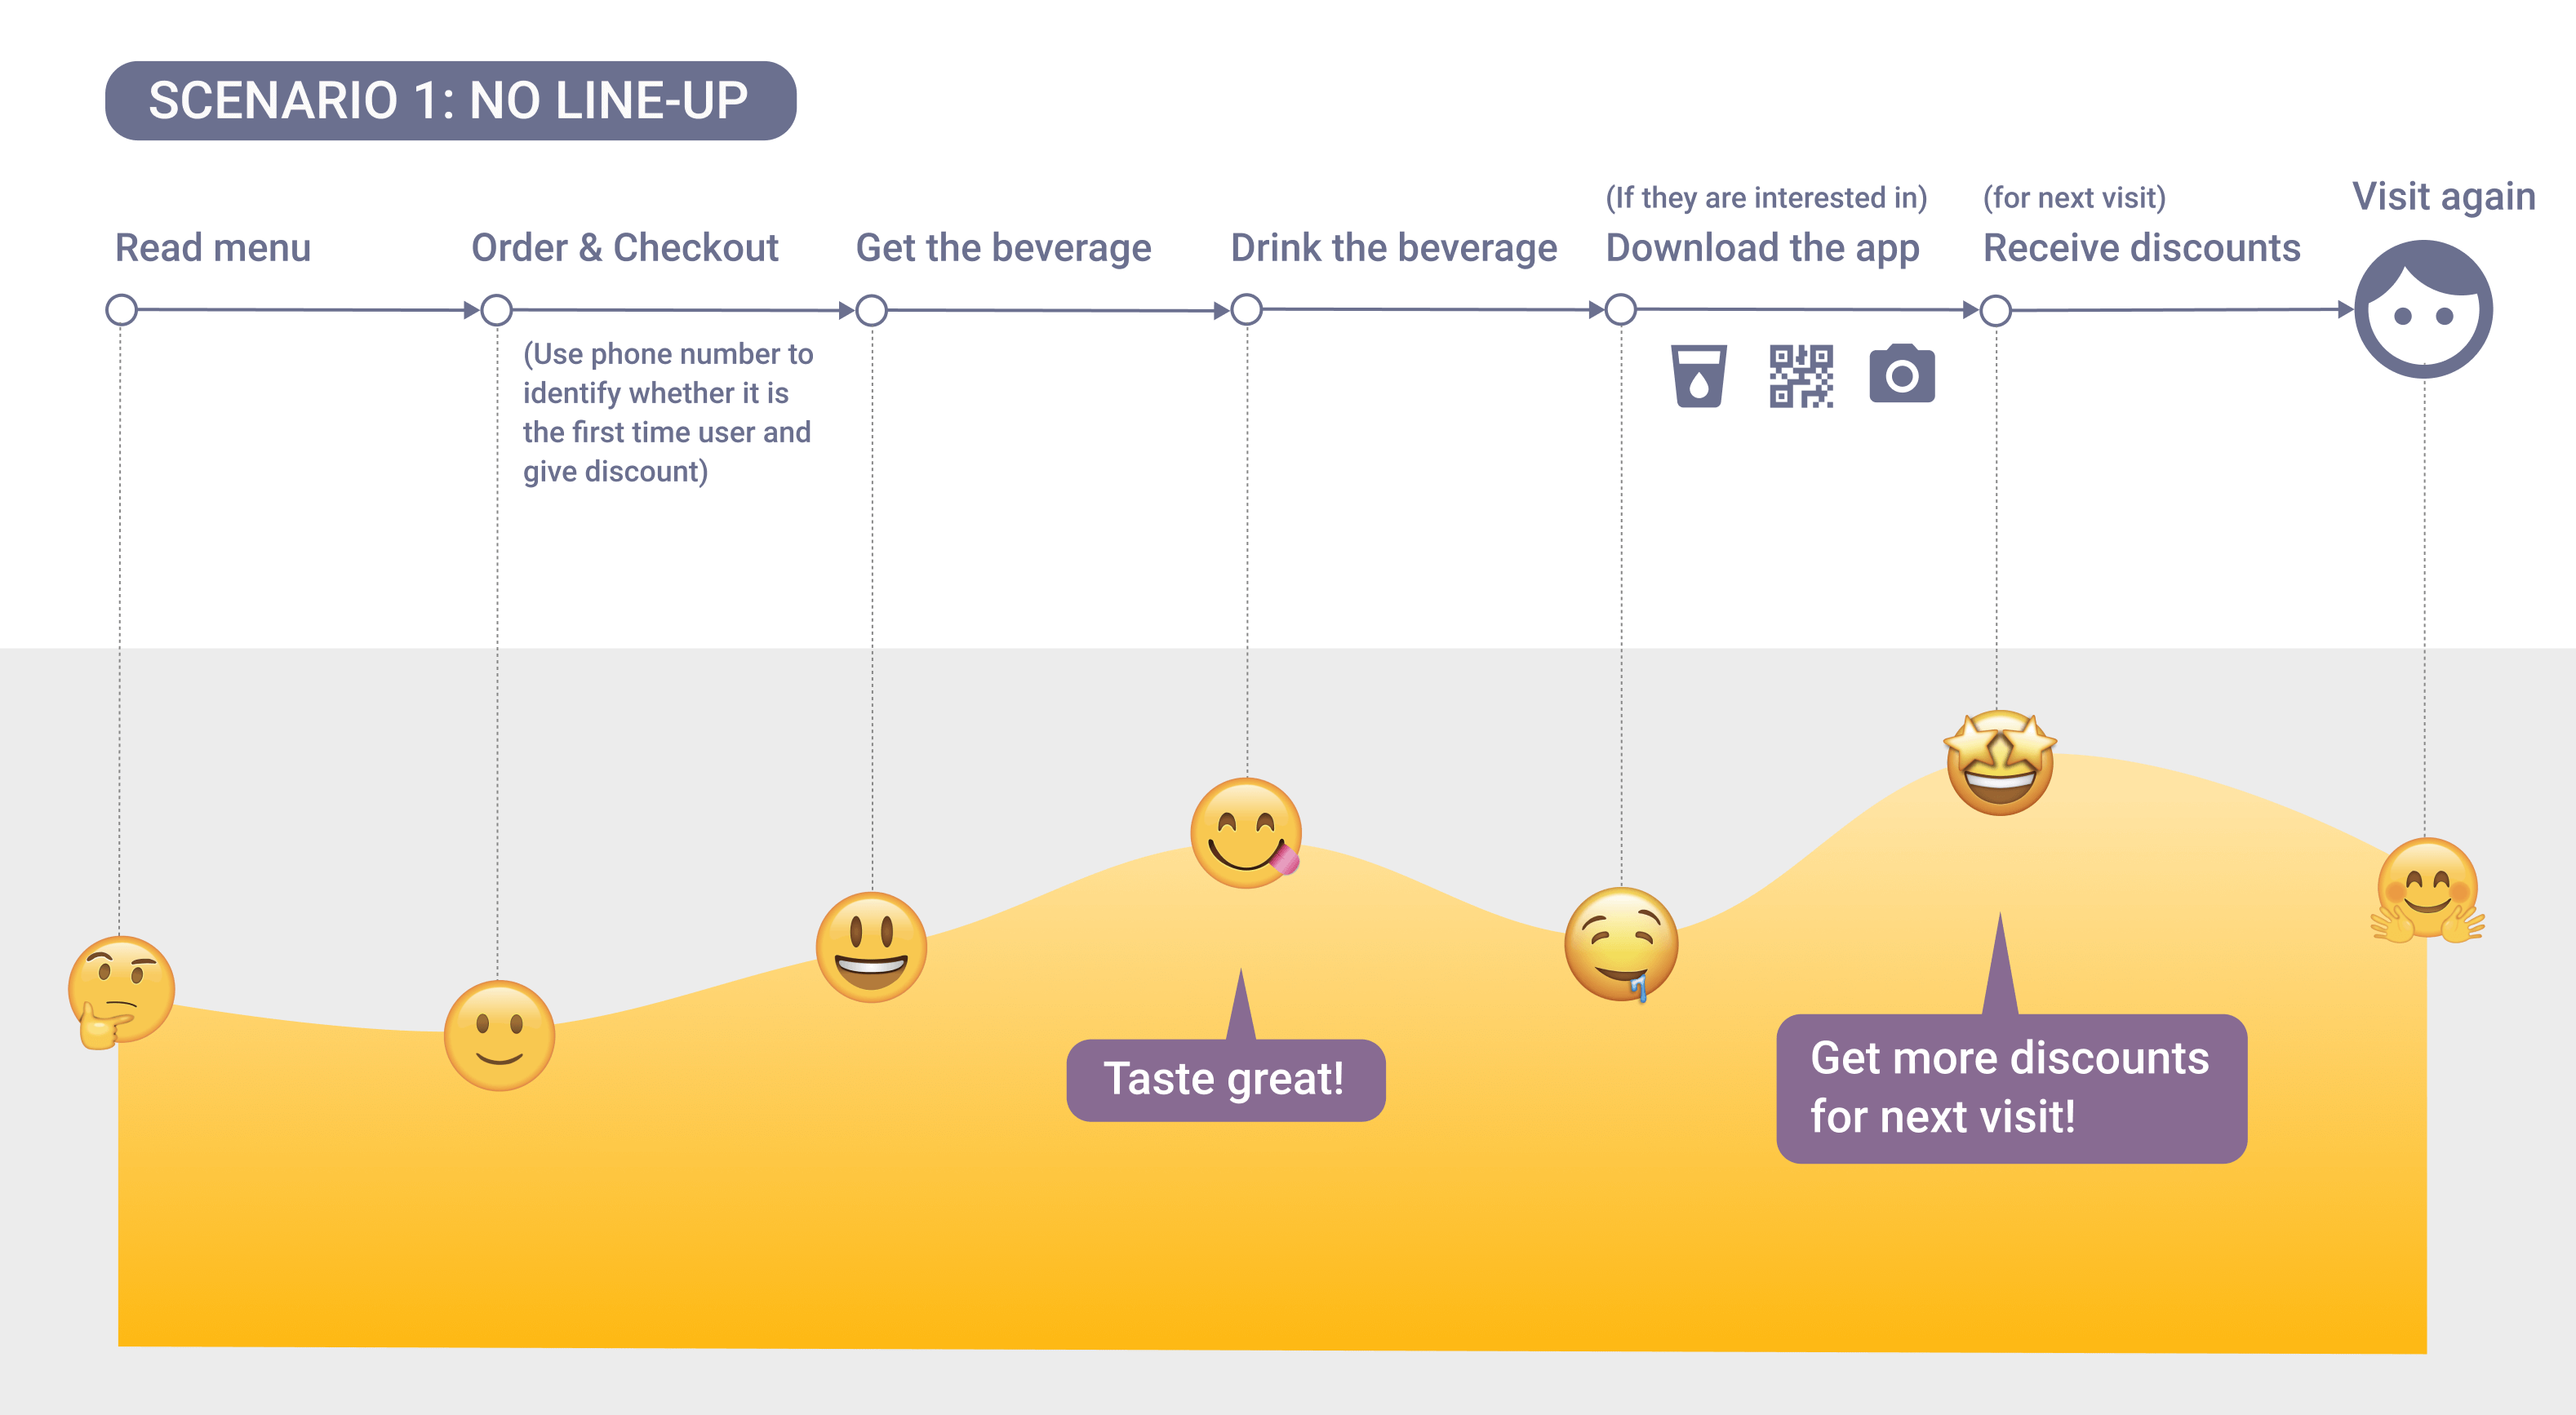 SCENARIO 1: NO LINE-UP
Read menu
Order & Checkout
(Use phone number to
identify whether it is
the first time user and
give discount)
Get the beverage
Drink the beverage
(If they are interested in)
Download the app
(for next visit)
Receive discounts
Visit again
Taste great!
Get more discounts
for next visit!